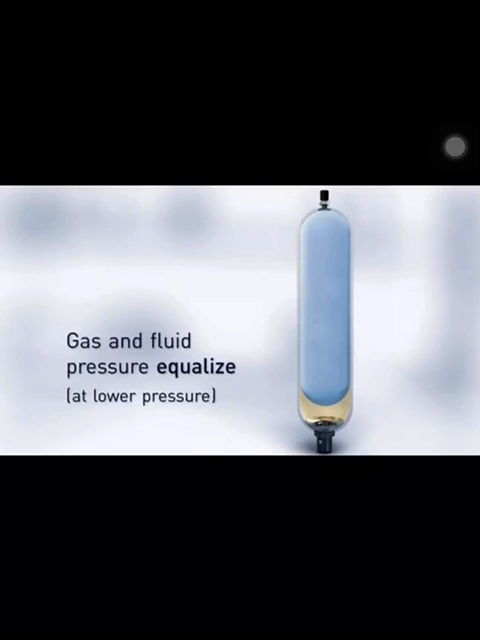 Gas and fluid
pressure equalize
(at lower pressure)